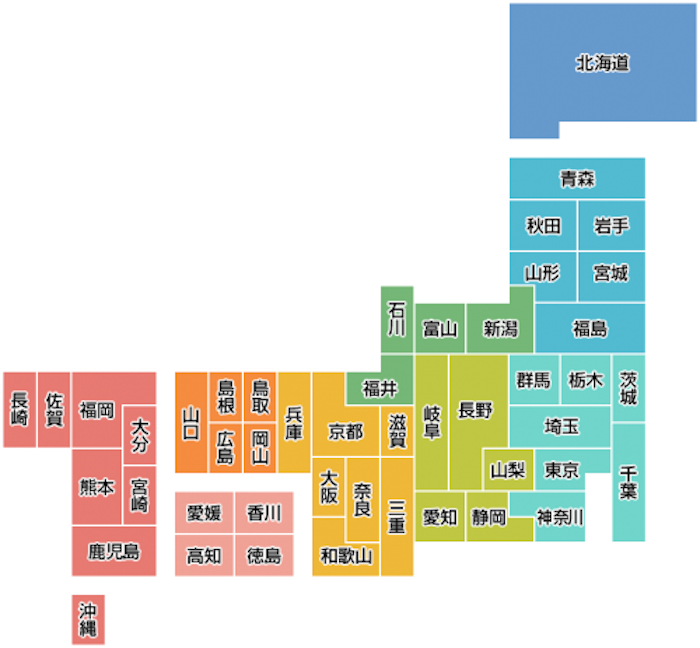 北海道
青森
秋田
岩手
山形
宮城
石川
富山
新潟
福島
福井
長崎
佐賀
福岡
大分
熊本
宮崎
鹿児島
沖縄
山口
島根
鳥取
広島
岡山
兵庫
京都
滋賀
大阪
奈良
三重
和歌山
愛媛
香川
高知
徳島
岐阜
長野
山梨
愛知
静岡
群馬
栃木
茨城
埼玉
東京
千葉
神奈川